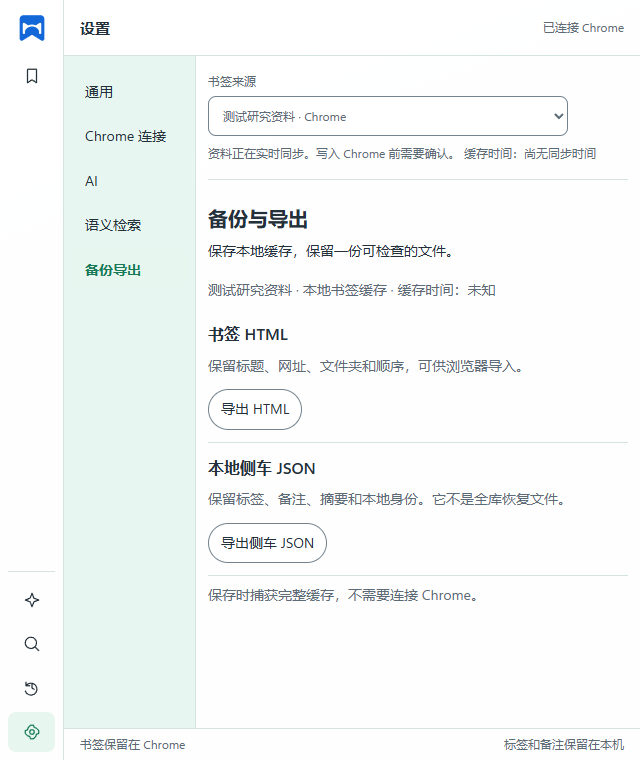 设置
已连接 Chrome
通用
Chrome 连接
AI
语义检索
备份导出
书签来源
测试研究资料 · Chrome
资料正在实时同步。写入 Chrome 前需要确认。 缓存时间：尚无同步时间
备份与导出
保存本地缓存，保留一份可检查的文件。
测试研究资料 · 本地书签缓存 · 缓存时间：未知
书签 HTML
保留标题、网址、文件夹和顺序，可供浏览器导入。
导出 HTML
本地侧车 JSON
保留标签、备注、摘要和本地身份。它不是全库恢复文件。
导出侧车 JSON
保存时捕获完整缓存，不需要连接 Chrome。
书签保留在 Chrome
标签和备注保留在本机